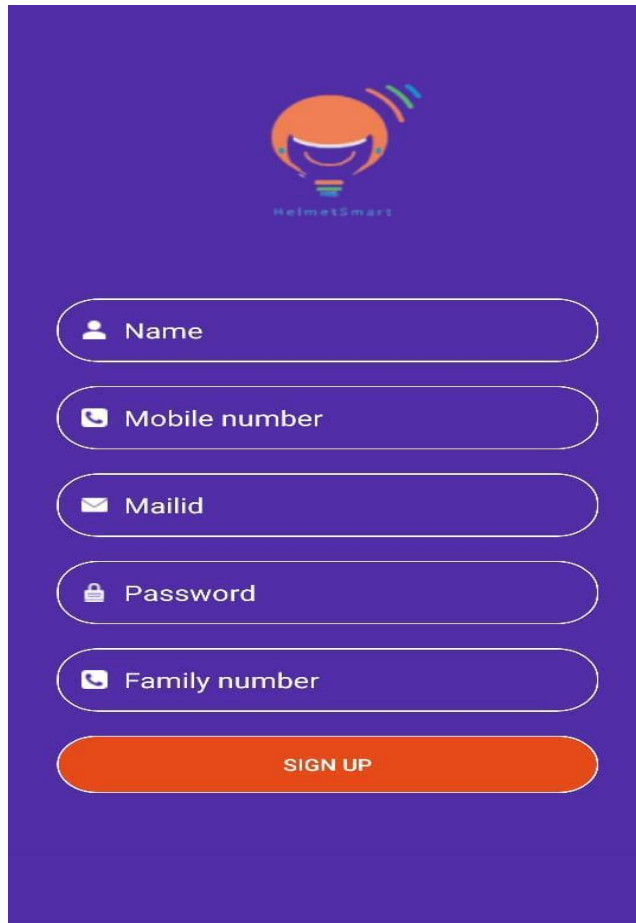 HelmetSmart
Name
Mobile number
Mailid
Password
Family number
SIGN UP